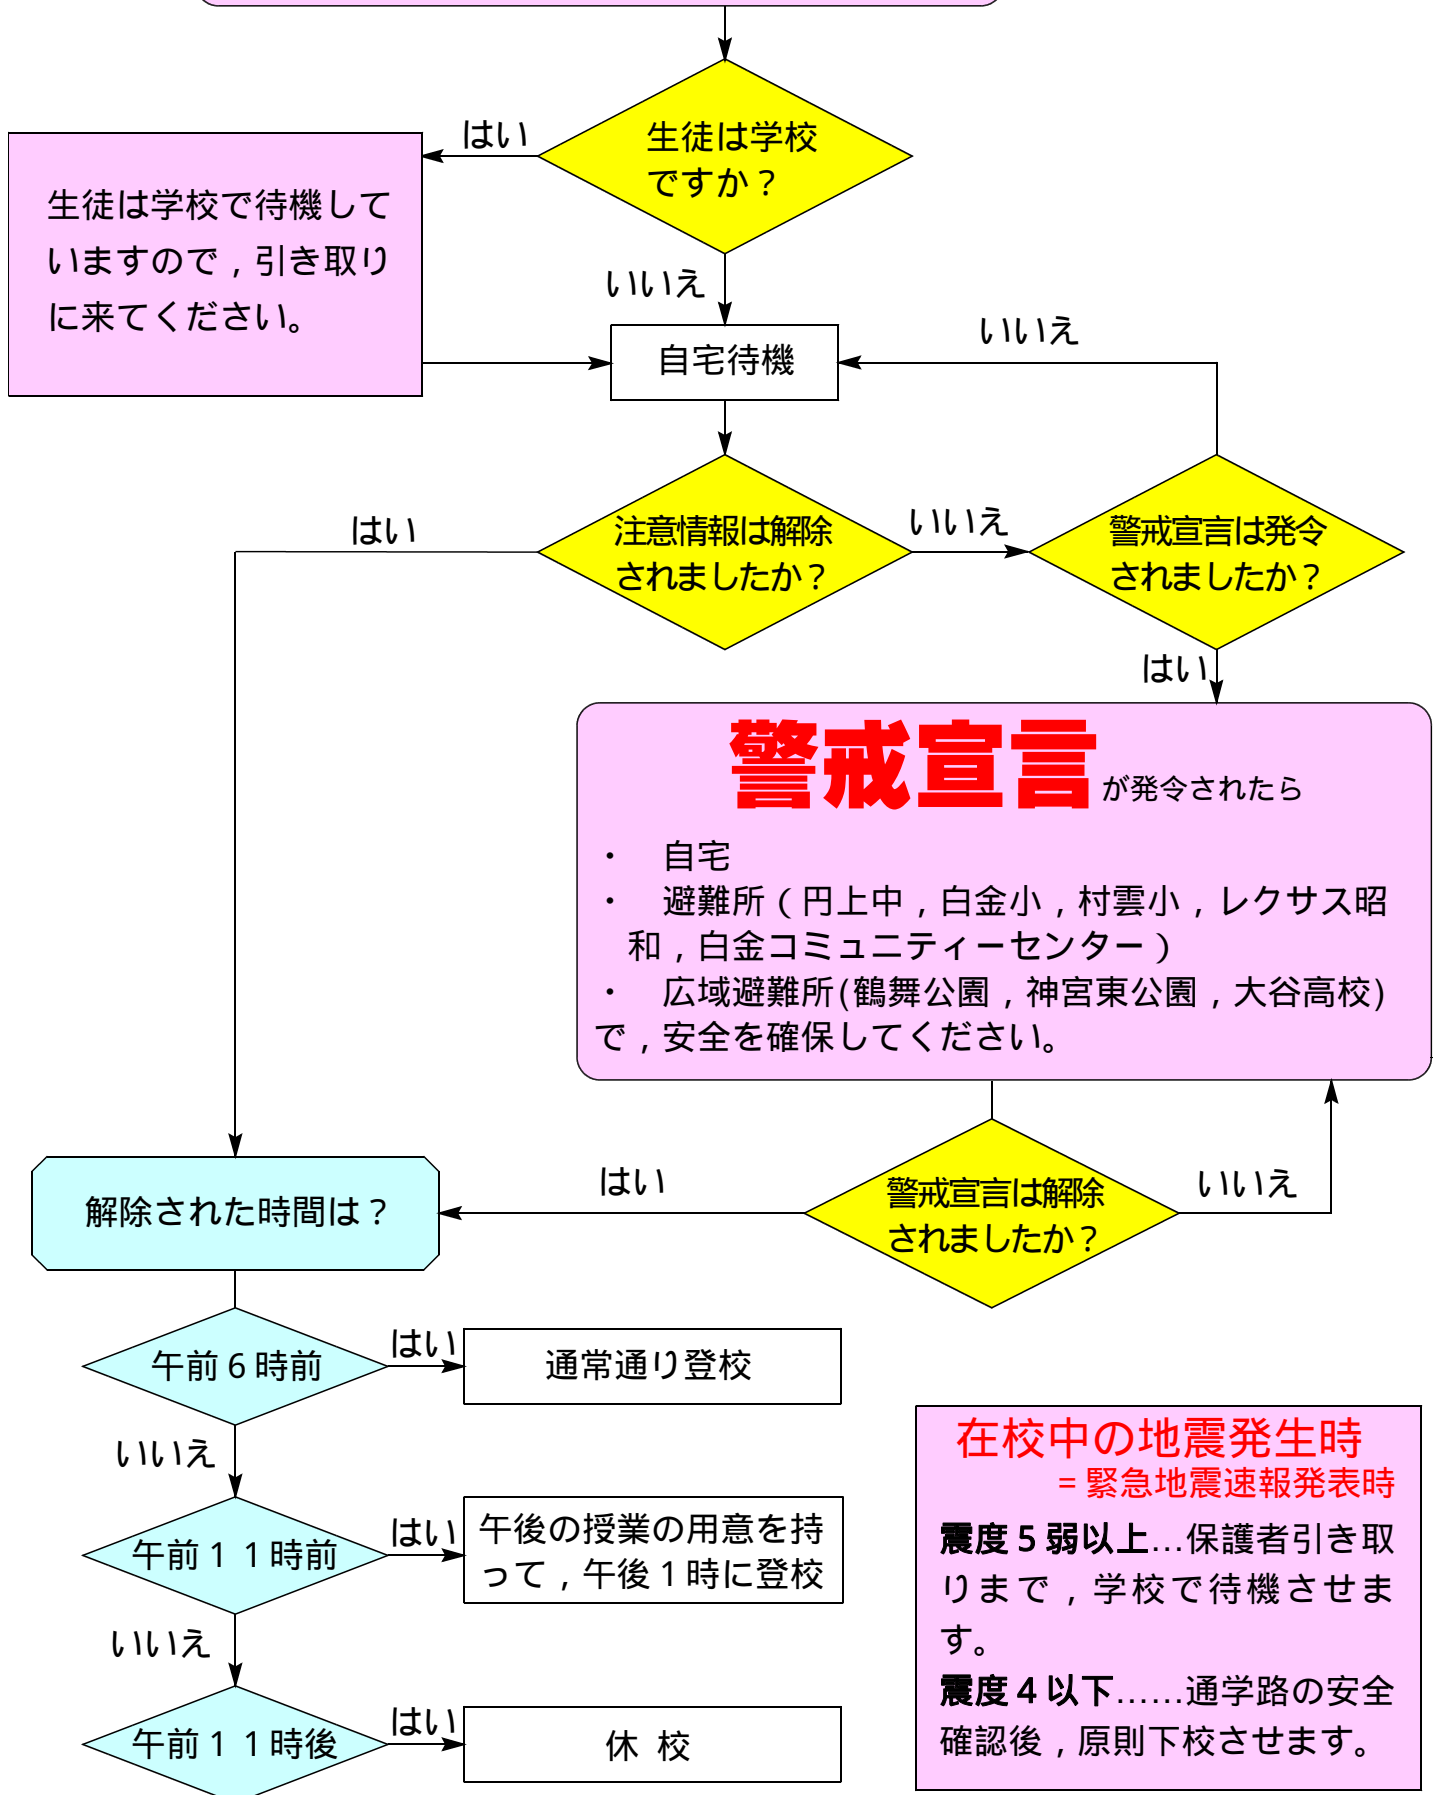 生徒は学校
ですか？
はい
生徒は学校で待機して
いますので，引き取り
に来てください。
いいえ
自宅待機
いいえ
注意情報は解除
されましたか？
はい
いいえ
警戒宣言は発令
されましたか？
はい
警戒宣言が発令されたら
・　自宅
・　避難所（円上中，白金小，村雲小，レクサス昭
和，白金コミュニティーセンター）
・　広域避難所(鶴舞公園，神宮東公園，大谷高校)
で，安全を確保してください。
警戒宣言は解除
されましたか？
はい
いいえ
解除された時間は？
午前６時前
はい
通常通り登校
いいえ
午前１１時前
はい
午後の授業の用意を持
って，午後１時に登校
いいえ
午前１１時後
はい
休 校
在校中の地震発生時
＝緊急地震速報発表時
震度５弱以上…保護者引き取
りまで，学校で待機させま
す。
震度４以下……通学路の安全
確認後，原則下校させます。